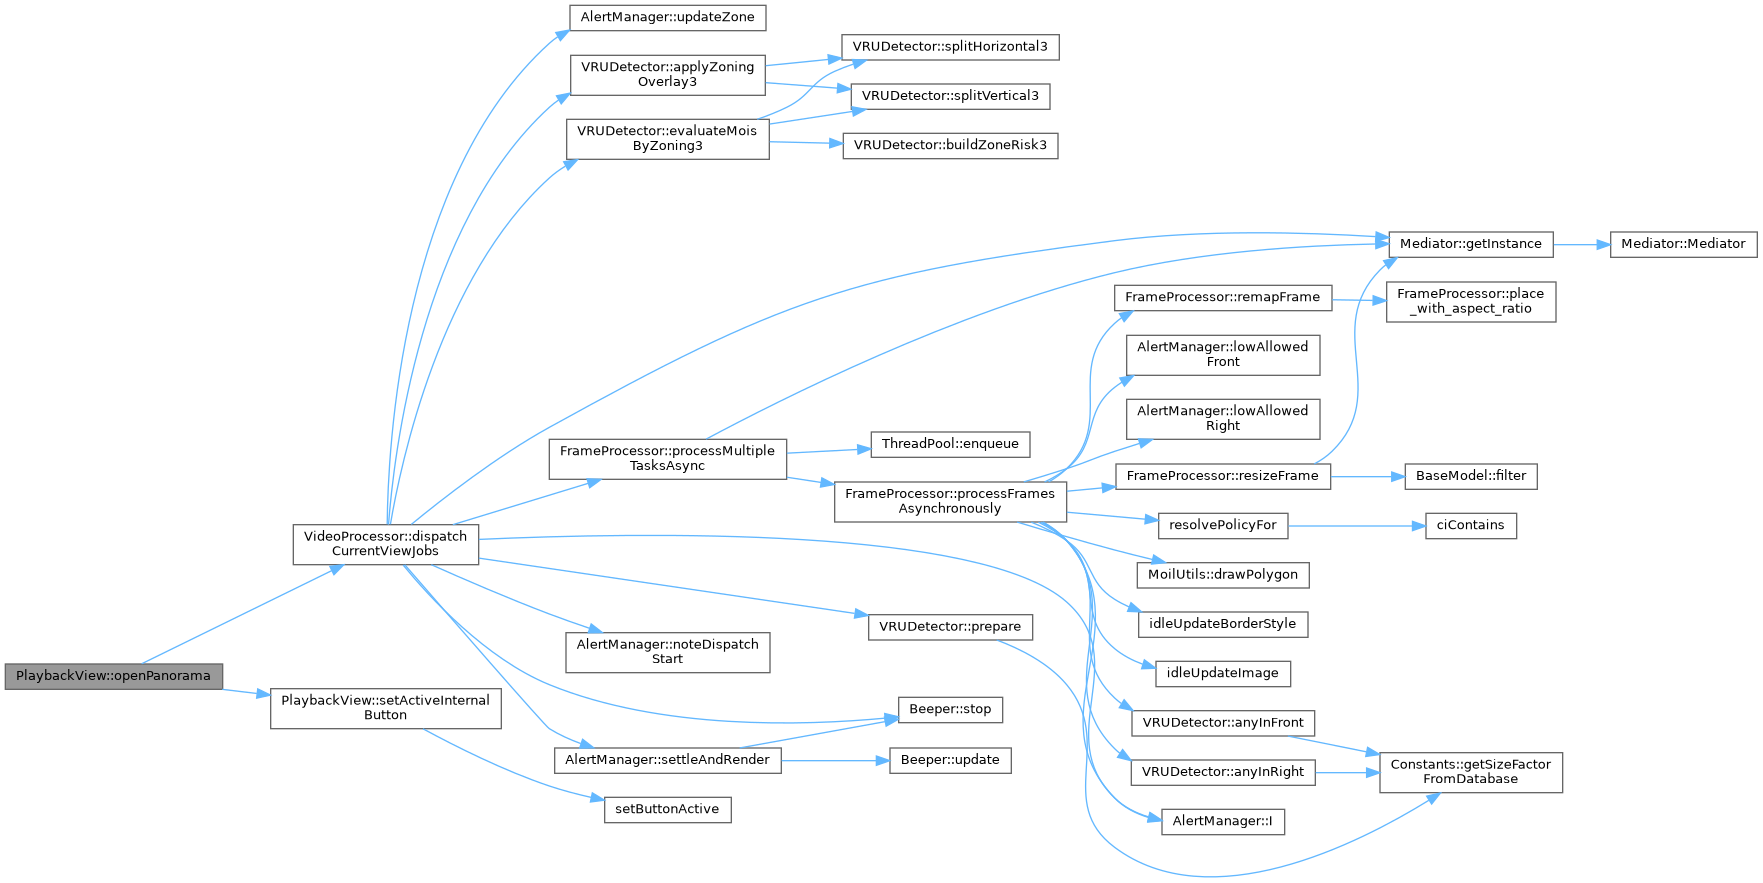 AlertManager::updateZone
VRUDetector::splitHorizontal3
VRUDetector::applyZoning
Overlay3
VRUDetector::splitVertical3
VRUDetector::evaluateMois
ByZoning3
VRUDetector::buildZoneRisk3
Mediator::getInstance
Mediator::Mediator
FrameProcessor::remapFrame
FrameProcessor::place
_with_aspect_ratio
AlertManager::lowAllowed
Front
AlertManager::lowAllowed
Right
ThreadPool::enqueue
FrameProcessor::processMultiple
TasksAsync
FrameProcessor::resizeFrame
BaseModel::filter
FrameProcessor::processFrames
Asynchronously
resolvePolicyFor
ciContains
VideoProcessor::dispatch
CurrentViewJobs
MoilUtils::drawPolygon
VRUDetector::prepare
idleUpdateBorderStyle
AlertManager::noteDispatch
Start
PlaybackView::openPanorama
idleUpdateImage
PlaybackView::setActiveInternal
Button
Beeper::stop
VRUDetector::anyInFront
AlertManager::settleAndRender
Beeper::update
VRUDetector::anyInRight
Constants::getSizeFactor
FromDatabase
setButtonActive
AlertManager::I